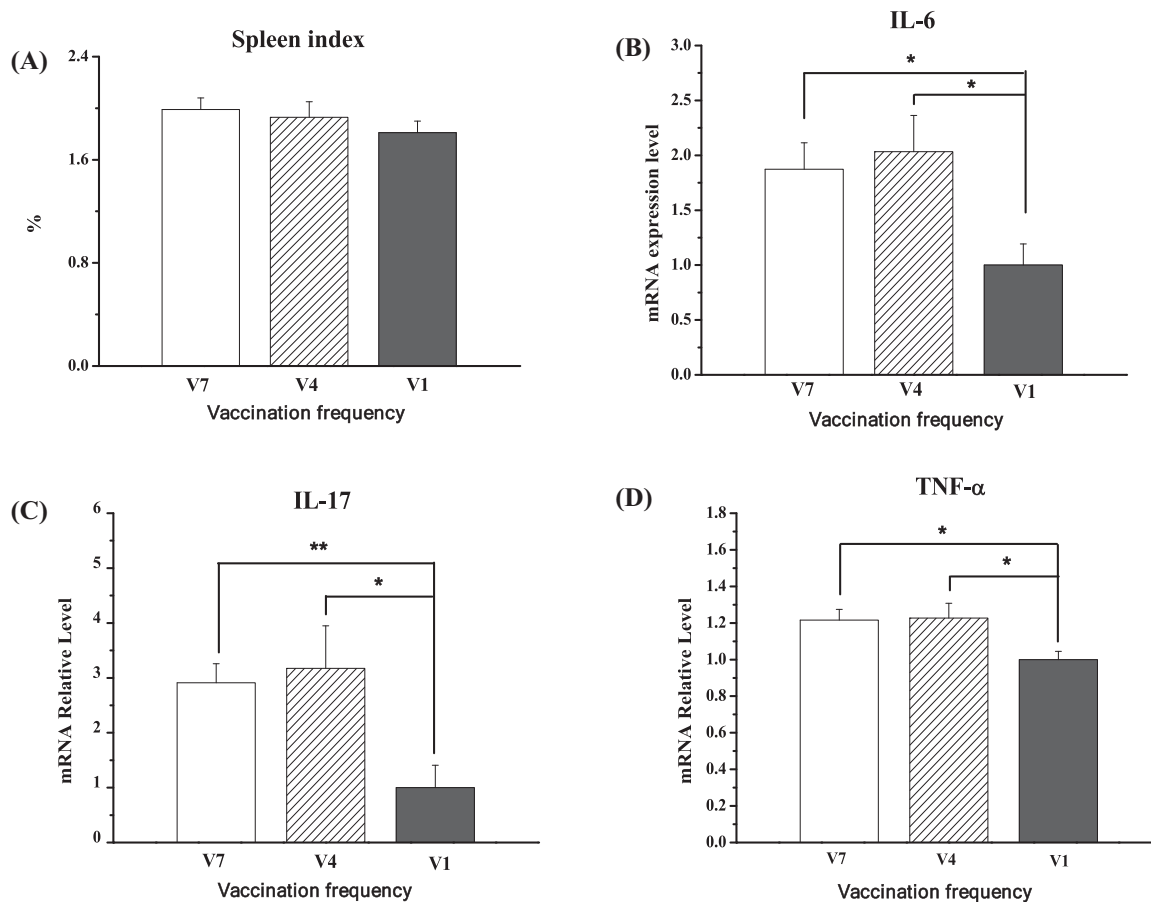 (A)
Spleen index
2.4
1.6
0.8
0.0
%
V7 V4 V1
Vaccination frequency
(B)
IL-6
3.0
2.5
2.0
1.5
1.0
0.5
0.0
mRNA expression level
* 
*
V7 V4 V1
Vaccination frequency
(C)
IL-17
6
5
4
3
2
1
0
mRNA Relative Level
**
*
V7 V4 V1
Vaccination frequency
(D)
TNF-α
1.8
1.6
1.4
1.2
1.0
0.8
0.6
0.4
0.2
0.0
mRNA Relative Level
*
*
V7 V4 V1
Vaccination frequency